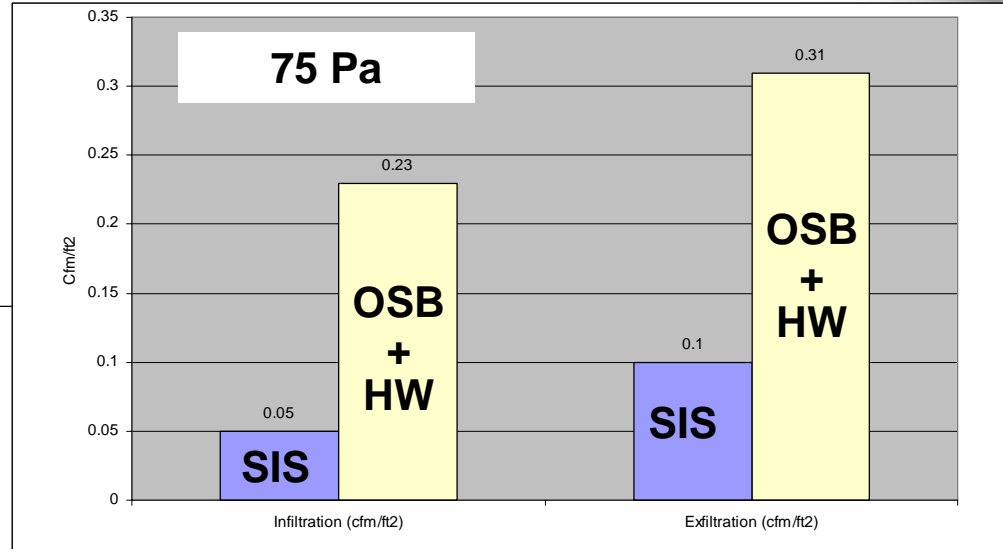 75 Pa
0.35
0.3
0.25
0.2
0.15
0.1
0.05
0
Cfm/ft2
0.05
0.23
0.1
0.31
SIS
OSB
+
HW
SIS
OSB
+
HW
Infiltration (cfm/ft2)
Exfiltration (cfm/ft2)